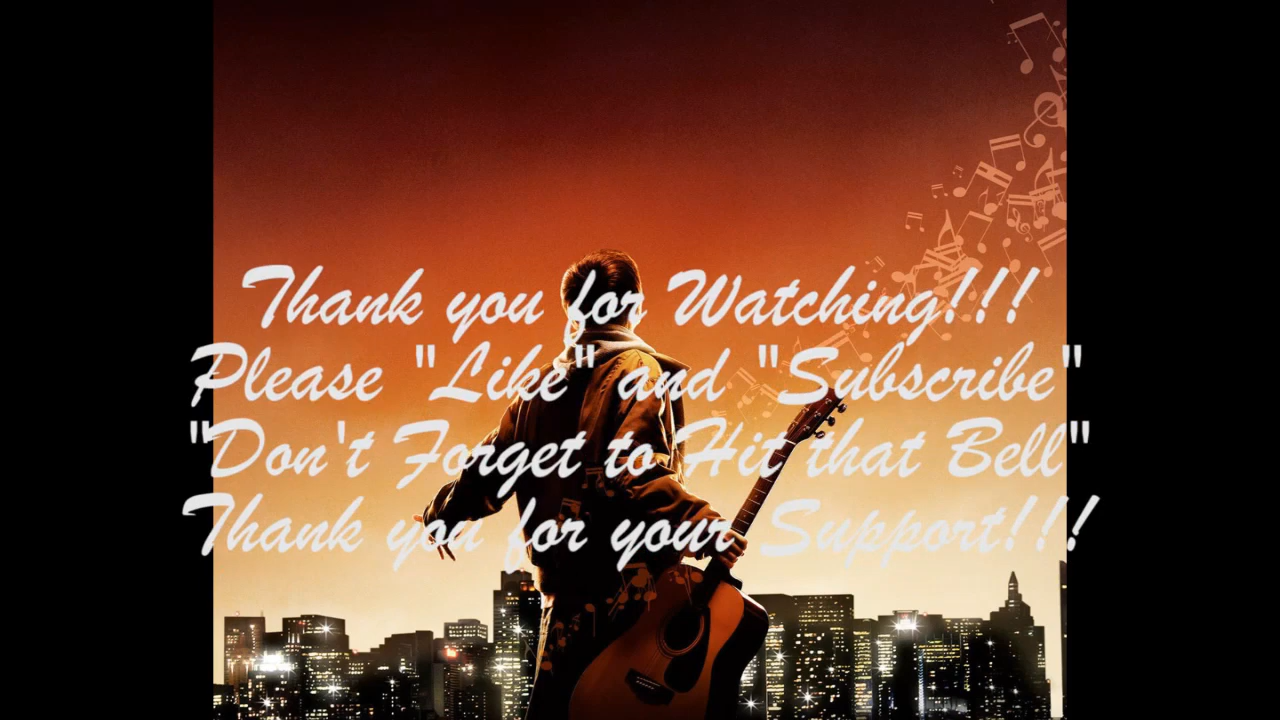 Thank you for Watching!!!
Please "Like" and "Subscribe"
"Don't Forget to Hit that Bell"
Thank you for your Support!!!